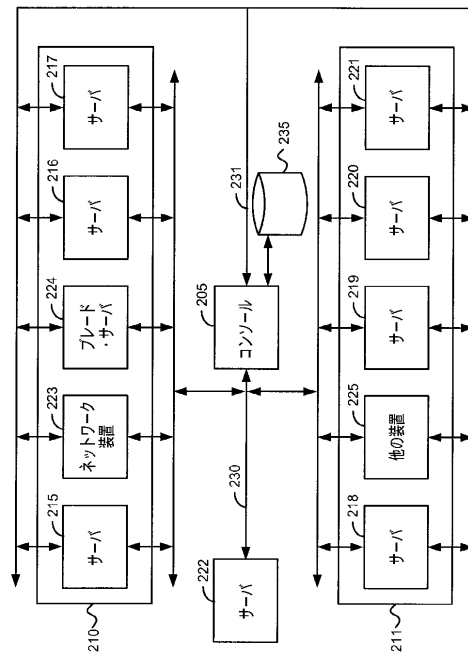 217
サーバ
216
サーバ
224
ブレード
・サーバ
223
ネットワーク
装置
215
サーバ
210
231
235
205
コンソール
230
222
サーバ
221
サーバ
220
サーバ
219
サーバ
225
他の装置
218
サーバ
211